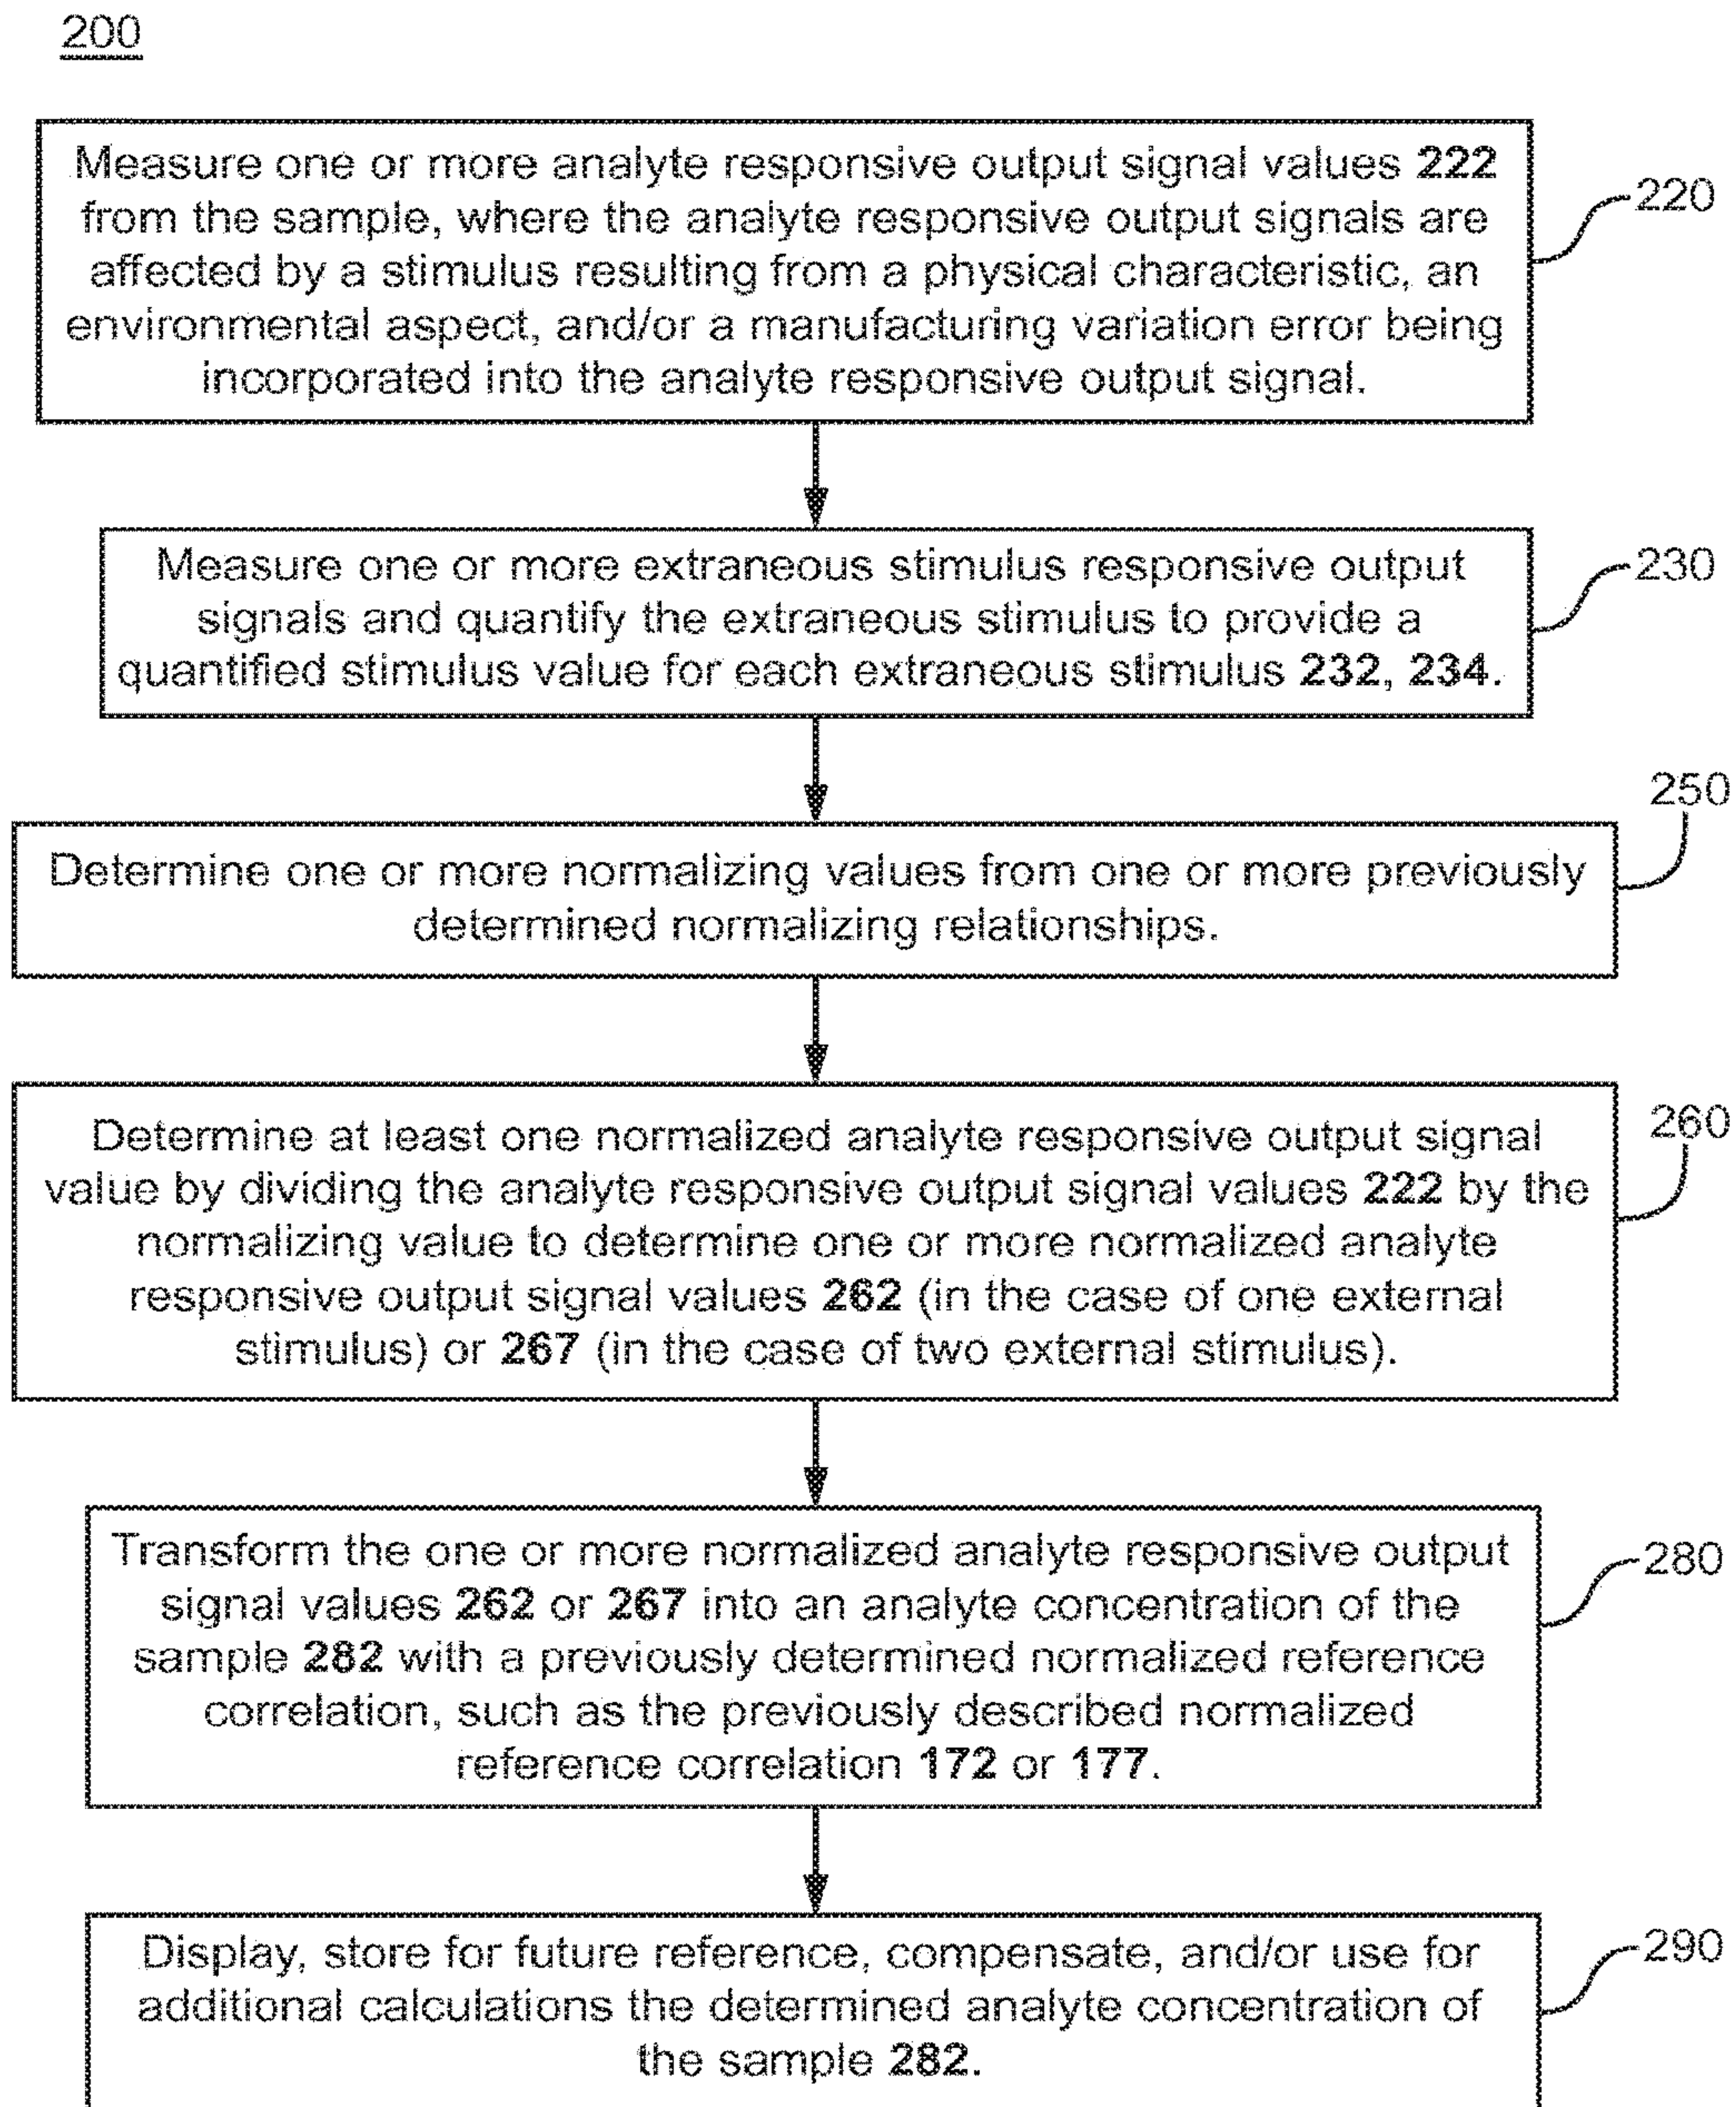 200
Measure one or more analyte responsive output signal values 222
from the sample, where the analyte responsive output signals are
affected by a stimulus resulting from a physical characteristic, an
environmental aspect, and/or a manufacturing variation error being
incorporated into the analyte responsive output signal.
220
Measure one or more extraneous stimulus responsive output
signals and quantify the extraneous stimulus to provide a
quantified stimulus value for each extraneous stimulus 232, 234.
230
250
Determine one or more normalizing values from one or more previously
determined normalizing relationships.
260
Determine at least one normalized analyte responsive output signal
value by dividing the analyte responsive output signal values 222 by the
normalizing value to determine one or more normalized analyte
responsive output signal values 262 (in the case of one external
stimulus) or 267 (in the case of two external stimulus).
Transform the one or more normalized analyte responsive output
signal values 262 or 267 into an analyte concentration of the
sample 282 with a previously determined normalized reference
correlation, such as the previously described normalized
reference correlation 172 or 177.
280
Display, store for future reference, compensate, and/or use for
additional calculations the determined analyte concentration of
the sample 282.
290